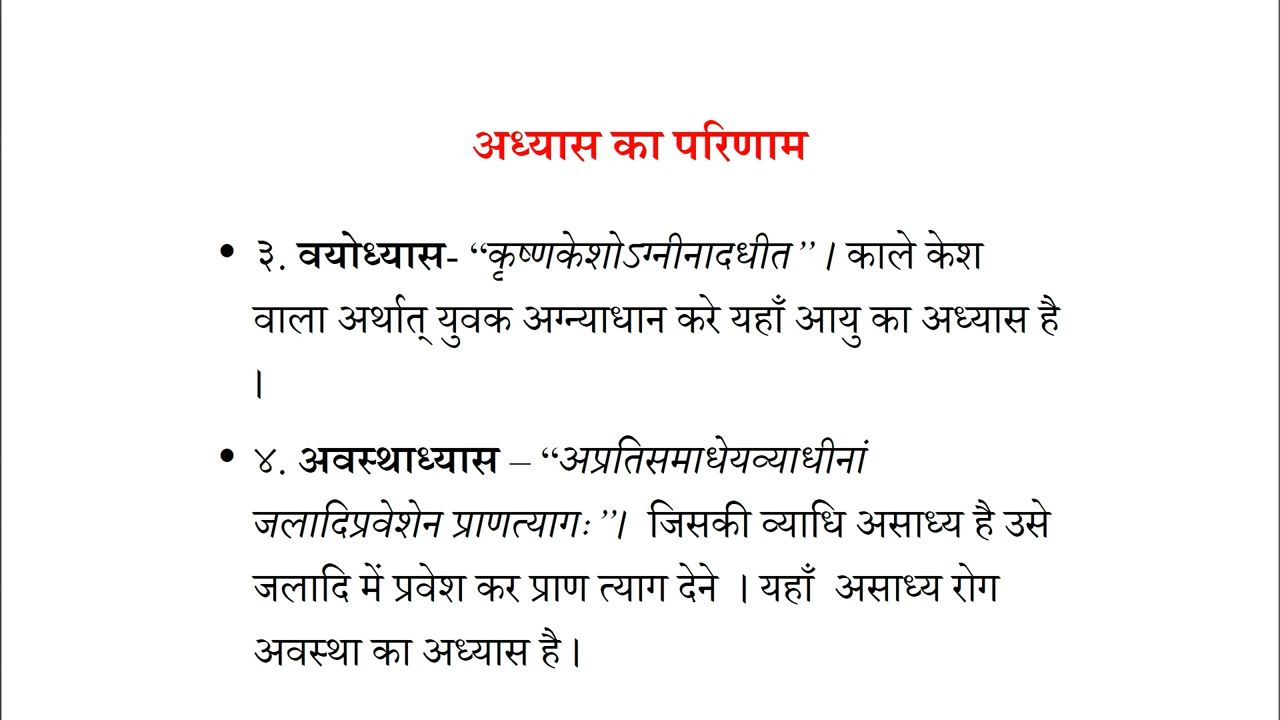 अध्यास का परिणाम
• ३. वयोध्यास- “कृष्णकेशोऽग्नीनादधीत”। काले केश
वाला अर्थात् युवक अग्न्याधान करे यहाँ आयु का अध्यास है
।
• ४. अवस्थाध्यास – “अप्रतिसमाधेयव्याधीनां
जलादिप्रवेशेन प्राणत्यागः”। जिसकी व्याधि असाध्य है उसे
जलादि में प्रवेश कर प्राण त्याग देने । यहाँ असाध्य रोग
अवस्था का अध्यास है।